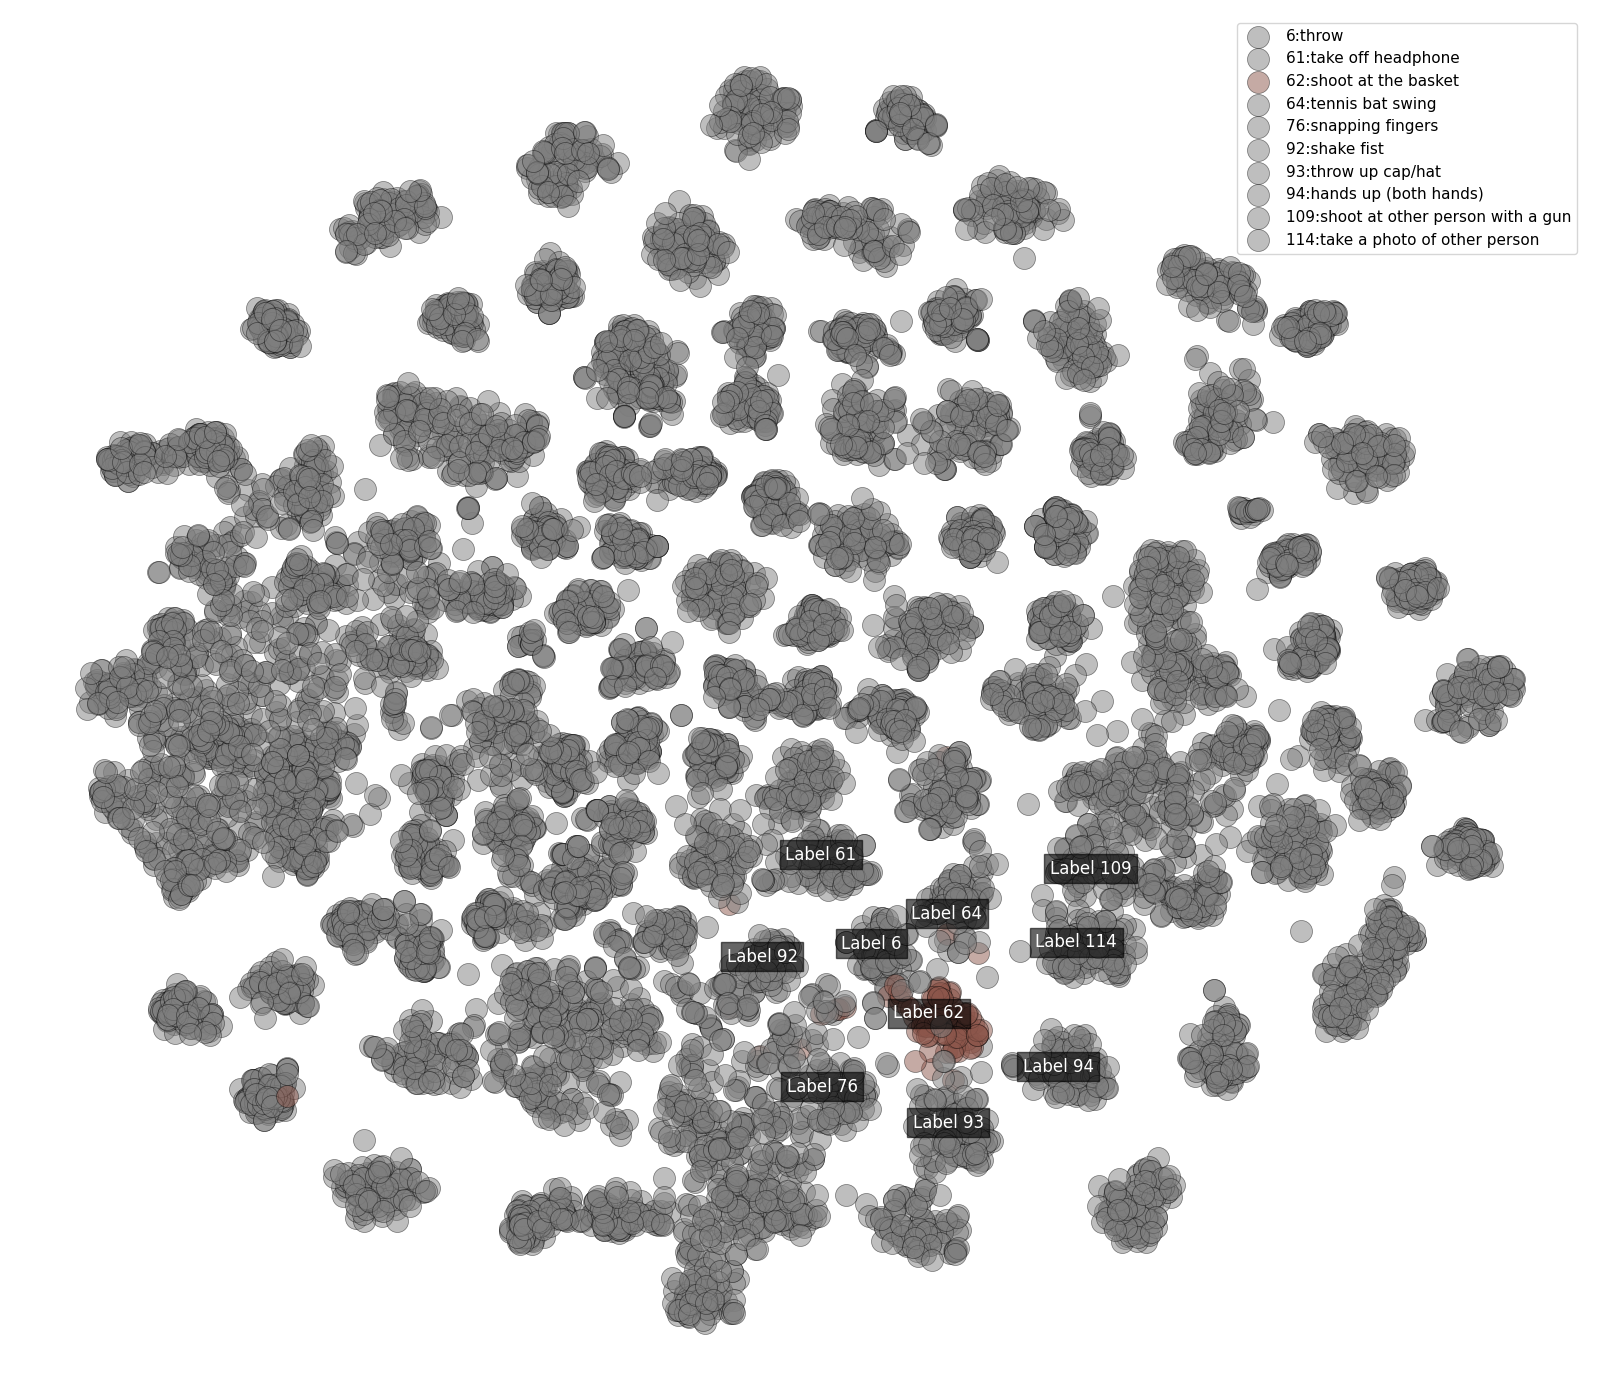 6:throw
61:take off headphone
62:shoot at the basket
64:tennis bat swing
76:snapping fingers
92:shake fist
93:throw up cap/hat
94:hands up (both hands)
109:shoot at other person with a gun
114:take a photo of other person
Label 61
Label 109
Label 64
Label 6
Label 114
Label 92
Label 62
Label 94
Label 76
Label 93